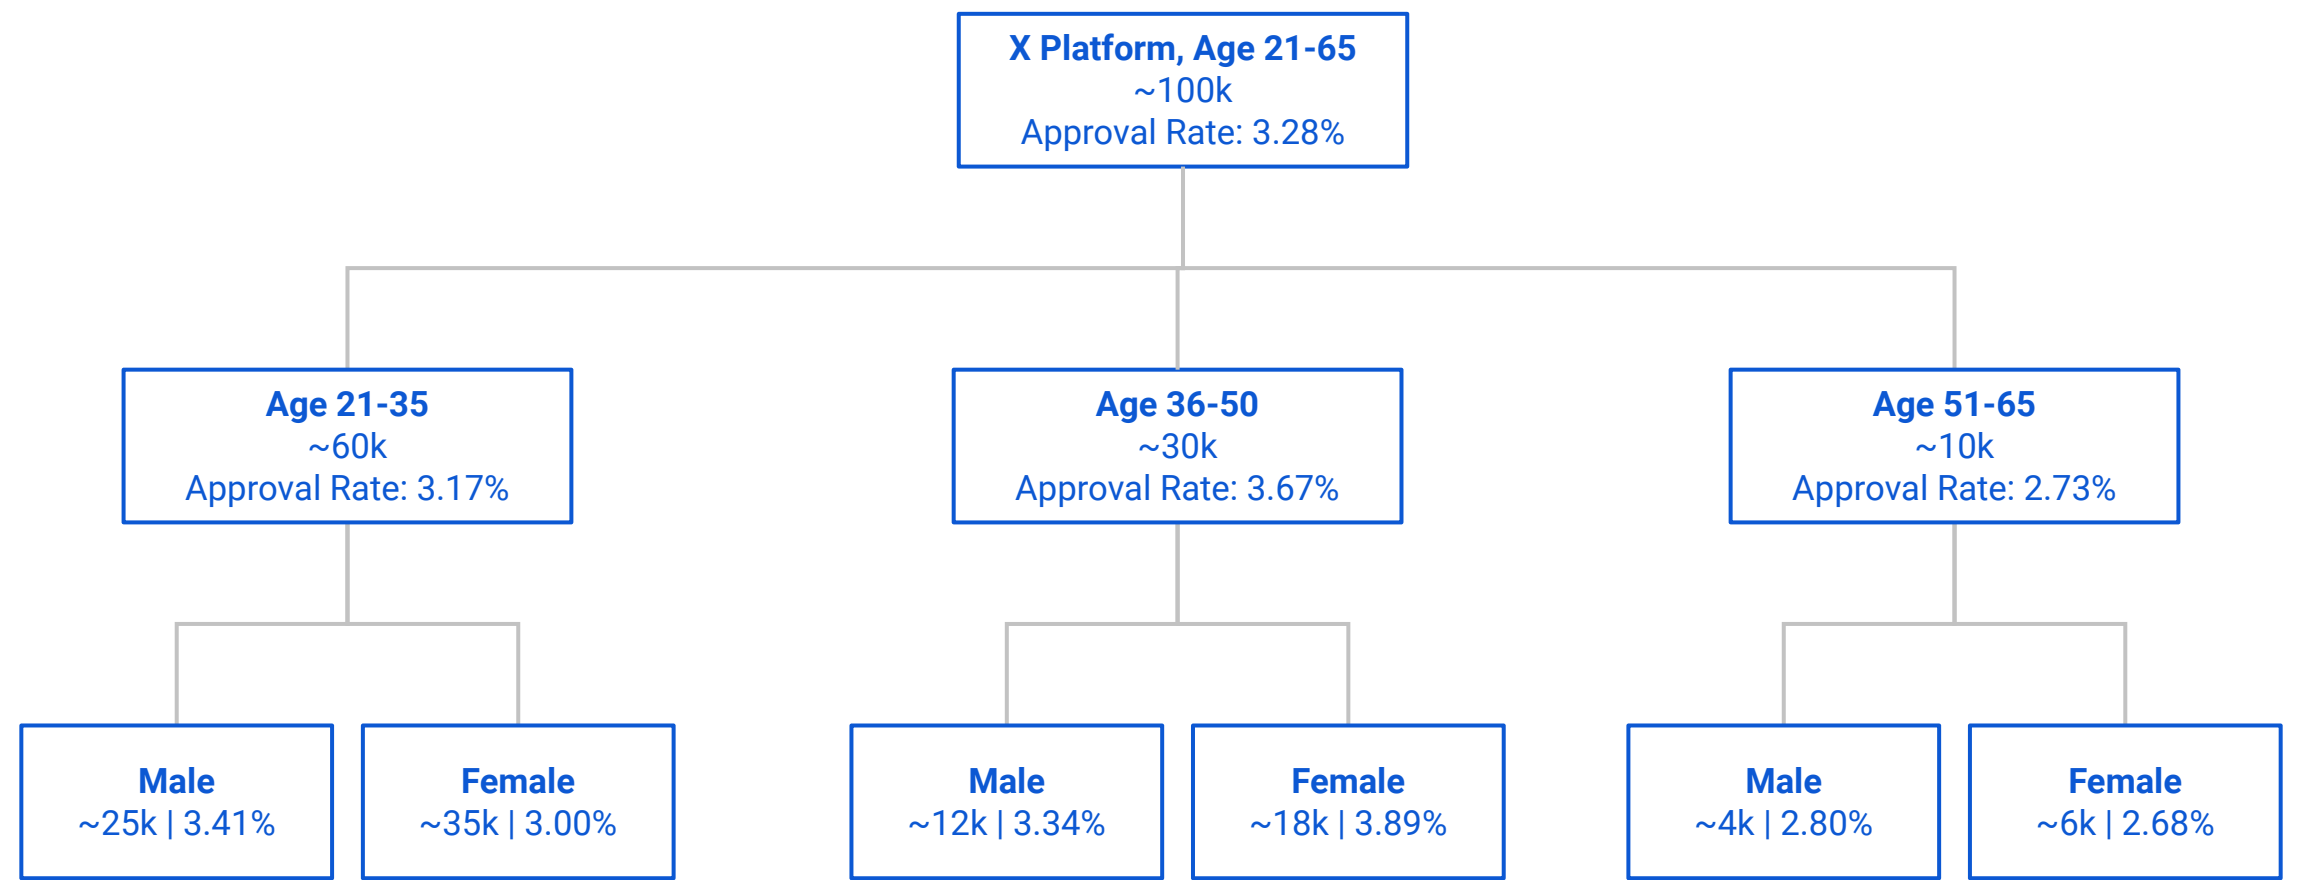 X Platform, Age 21-65
~100k
Approval Rate: 3.28%
Age 21-35
~60k
Approval Rate: 3.17%
Age 36-50
~30k
Approval Rate: 3.67%
Age 51-65
~10k
Approval Rate: 2.73%
Male
~25k | 3.41%
Female
~35k | 3.00%
Male
~12k | 3.34%
Female
~18k | 3.89%
Male
~4k | 2.80%
Female
~6k | 2.68%